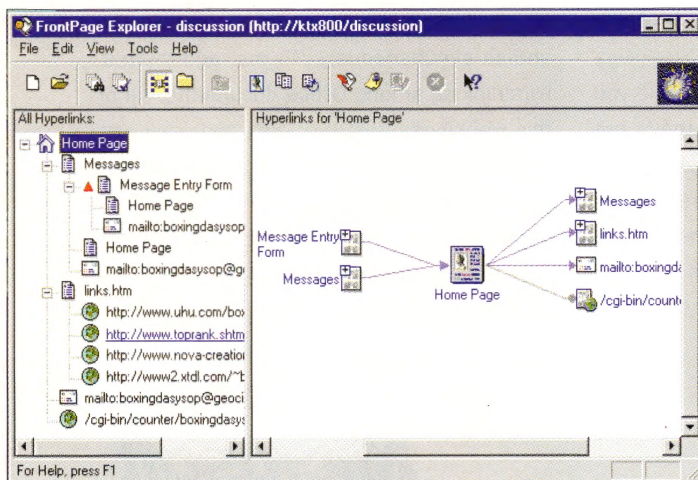 FrontPage Explorer - discussion (http://ktx800/discussion)
File Edit View Tools Help
All Hyperlinks:
Home Page
Messages
Message Entry Form
Home Page
mailto:boxingdasysop
Home Page
mailto:boxingdasysop@ge
links.htm
http://www.uhu.com/box
http://www.toprank.shtm
http://www.nova-creation
http://www2.xtdl.com/~b
mailto:boxingdasysop@geoci
/cgi-bin/counter/boxingdasys
Hyperlinks for 'Home Page'
Message Entry
Form
Messages
Home Page
Messages
links.htm
mailto:boxingda
/cgi-bin/counte
For Help, press F1